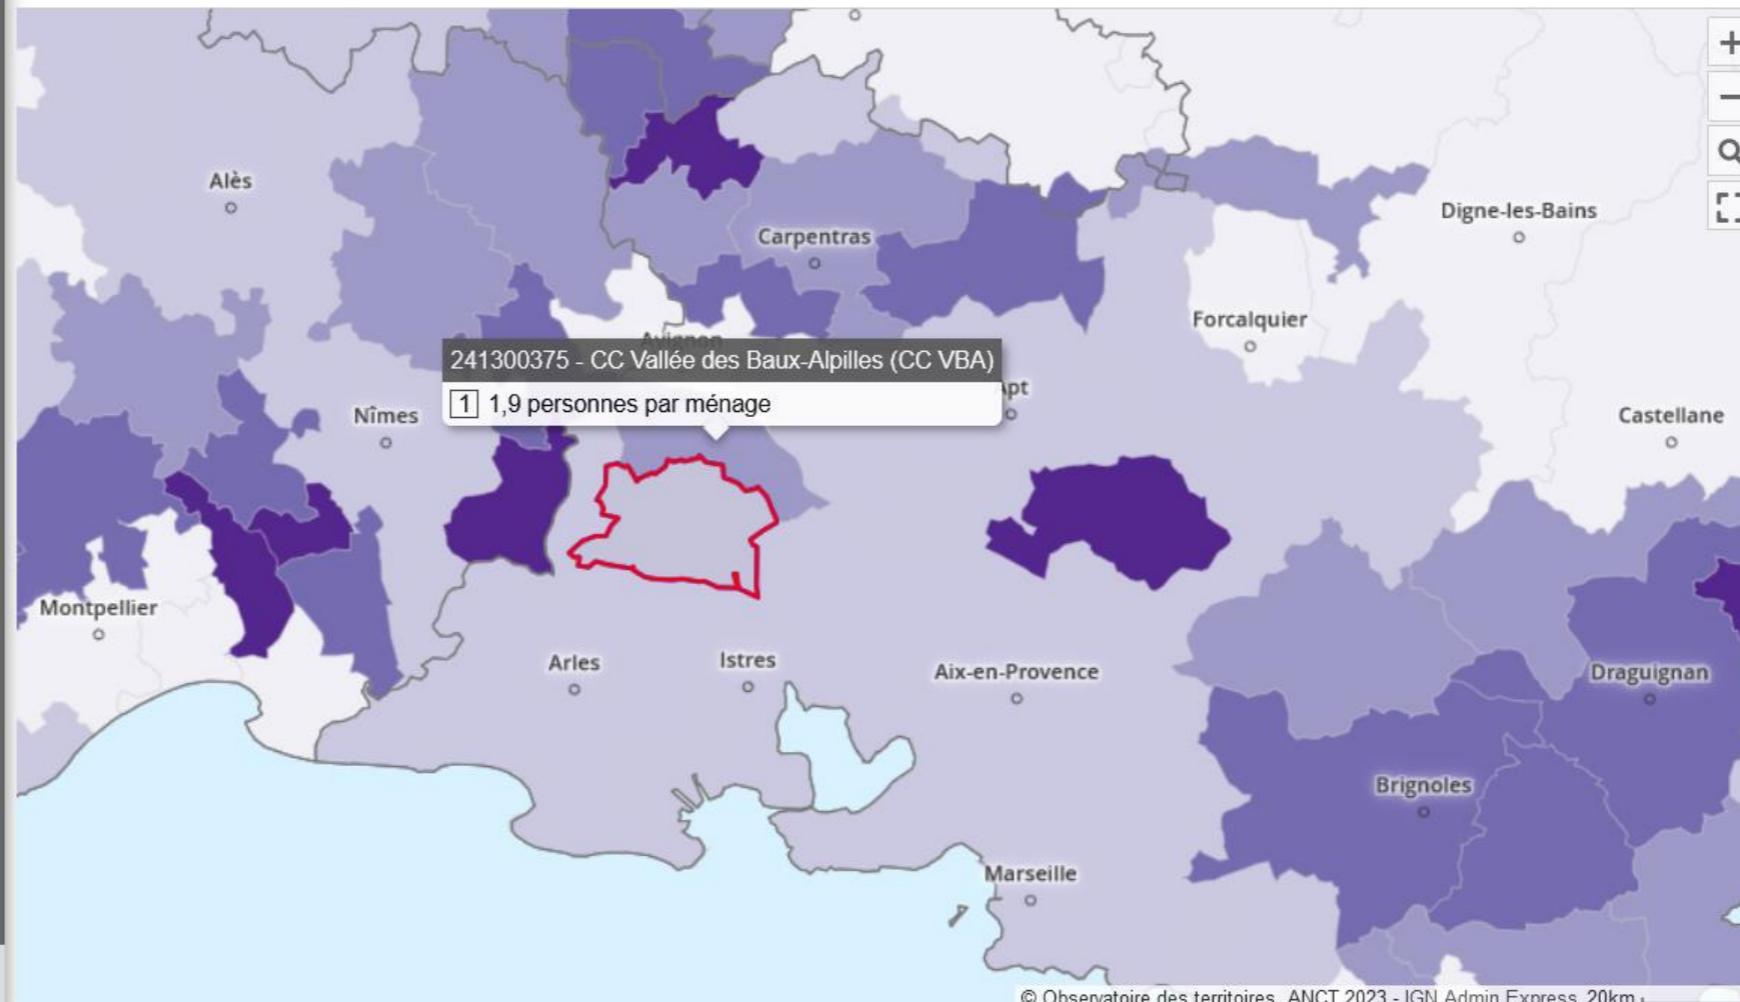 Alès
Digne-les-Bains
Carpentras
Forcalquier
Avignon
241300375 - CC Vallée des Baux-Alpilles (CC VBA)
1 1,9 personnes par ménage
Apt
Nîmes
Castellane
Montpellier
Arles
Istres
Aix-en-Provence
Draguignan
Brignoles
Marseille
© Observatoire des territoires, ANCT 2023 - IGN Admin Express 20km